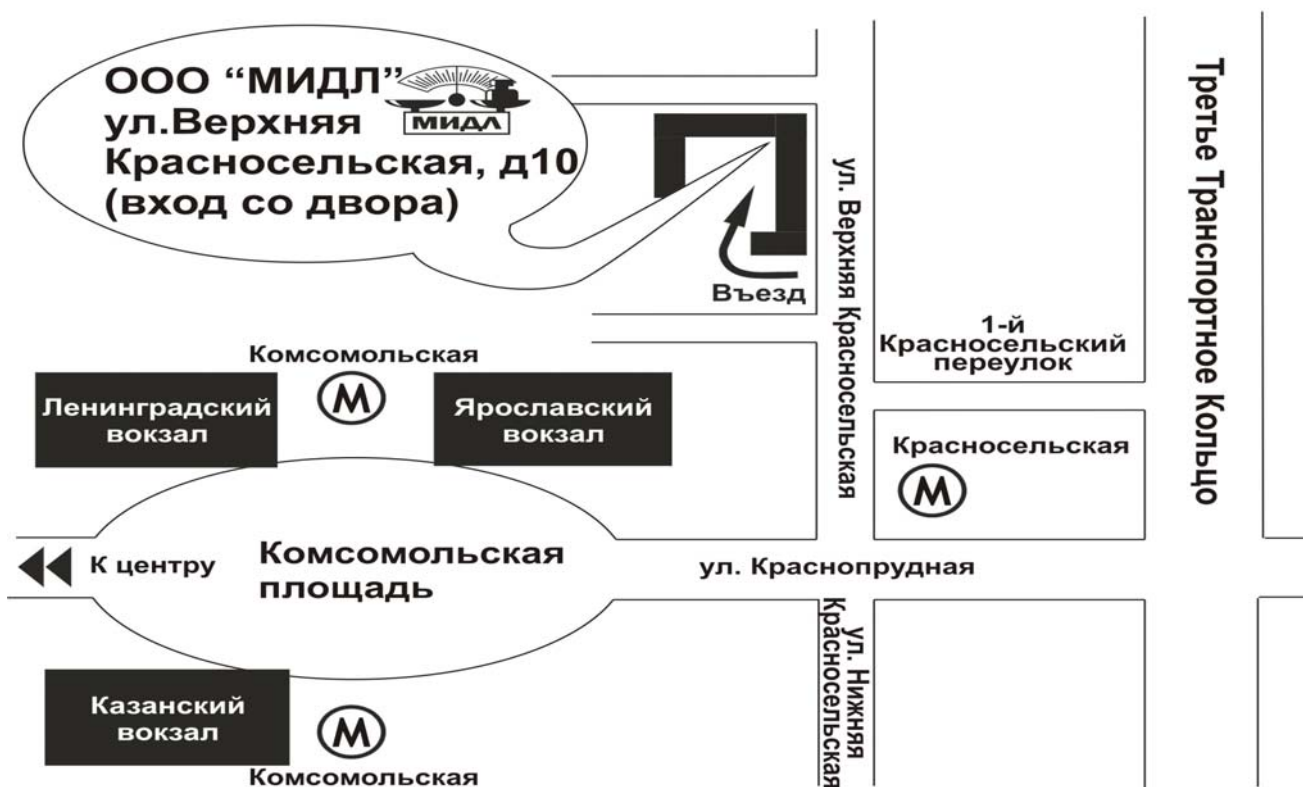 ООО “МИДЛ”
ул.Верхняя
Красносельская, д10
(вход со двора)
МИДЛ
Въезд
ул. Верхняя Красносельская
Третье Транспортное Кольцо
1-й
Красносельский
переулок
Комсомольская
М
Ленинградский
вокзал
Ярославский
вокзал
Красносельская
М
К центру
Комсомольская
площадь
ул. Краснопрудная
ул. Нижняя
Красносельская
Казанский
вокзал
М
Комсомольская